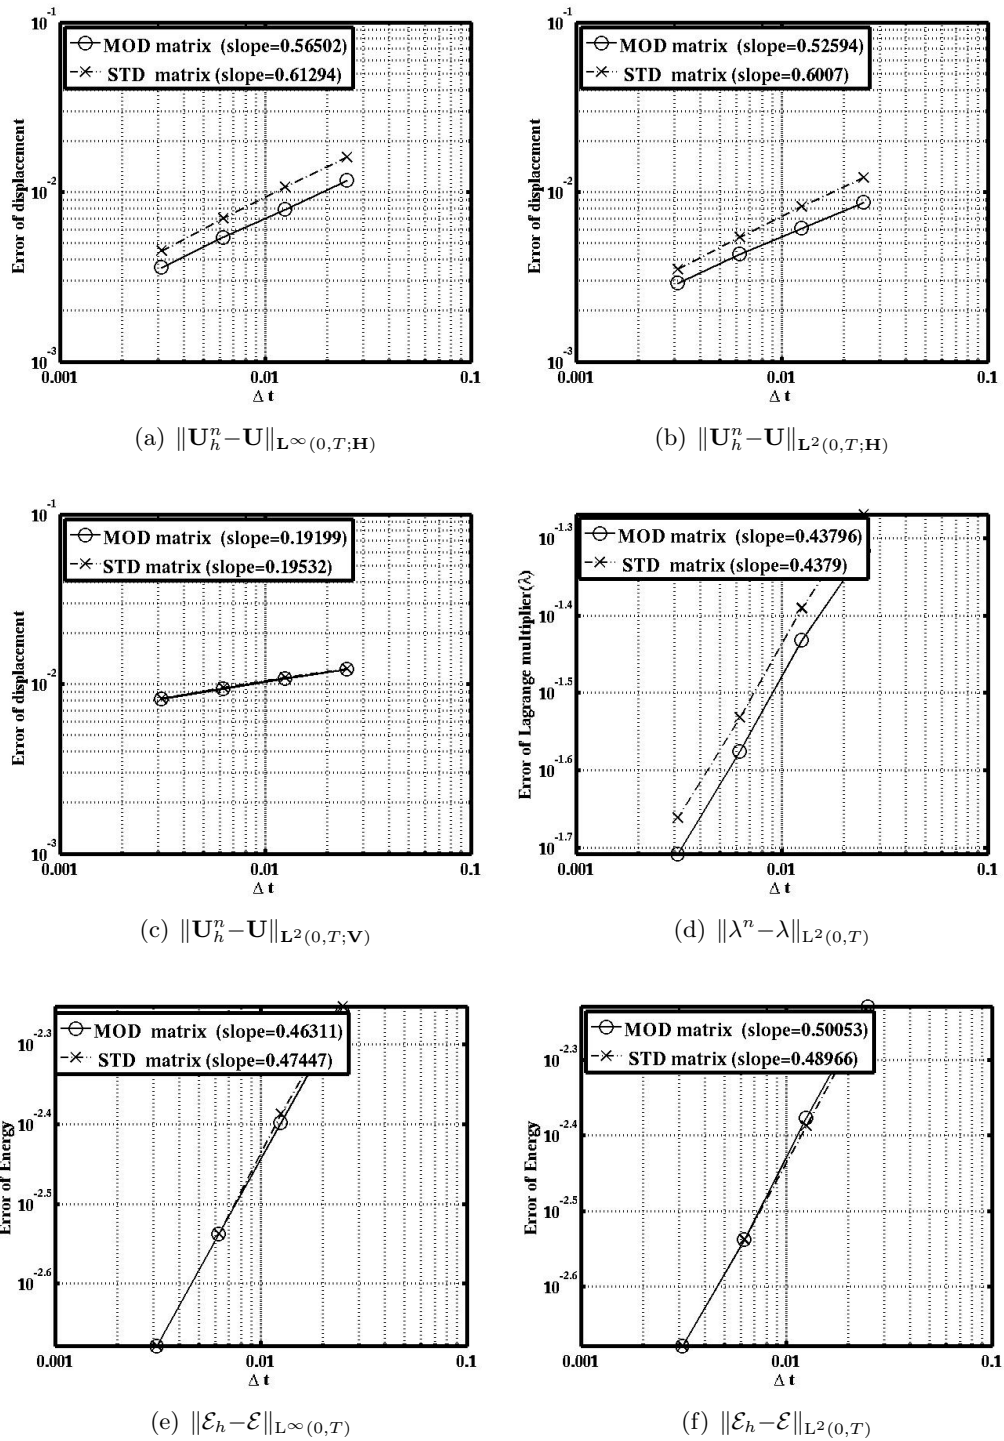 10^-1
MOD matrix (slope=0.56502)
STD matrix (slope=0.61294)
Error of displacement
10^-2
10^-3
0.001 0.01 0.1
Δ t
(a) ‖U_h^n−U‖_{L^∞(0,T;H)}
10^-1
MOD matrix (slope=0.52594)
STD matrix (slope=0.6007)
Error of displacement
10^-2
10^-3
0.001 0.01 0.1
Δ t
(b) ‖U_h^n−U‖_{L^2(0,T;H)}
10^-1
MOD matrix (slope=0.19199)
STD matrix (slope=0.19532)
Error of displacement
10^-2
10^-3
0.001 0.01 0.1
Δ t
(c) ‖U_h^n−U‖_{L^2(0,T;V)}
10^-1.3
MOD matrix (slope=0.43796)
STD matrix (slope=0.4379)
Error of Lagrange multiplier(λ)
10^-1.4
10^-1.5
10^-1.6
10^-1.7
0.001 0.01 0.1
Δ t
(d) ‖λ^n−λ‖_{L^2(0,T)}
10^-2.3
MOD matrix (slope=0.46311)
STD matrix (slope=0.47447)
Error of Energy
10^-2.4
10^-2.5
10^-2.6
0.001 0.01 0.1
Δ t
(e) ‖ℰ_h−ℰ‖_{L^∞(0,T)}
MOD matrix (slope=0.50053)
10^-2.3
STD matrix (slope=0.48966)
Error of Energy
10^-2.4
10^-2.5
10^-2.6
0.001 0.01 0.1
Δ t
(f) ‖ℰ_h−ℰ‖_{L^2(0,T)}